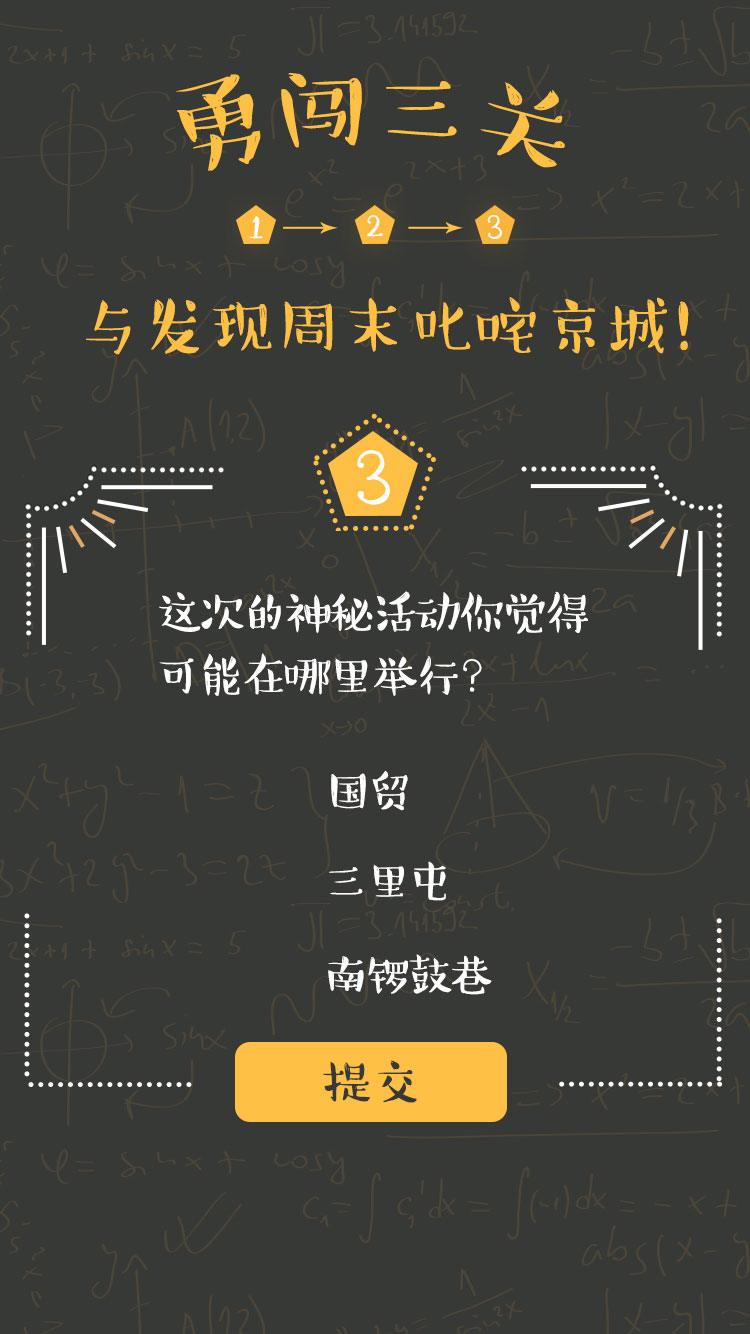 勇闯三关
1 2 3
与发现周末叱咤京城!
3
这次的神秘活动你觉得
可能在哪里举行?
国贸
三里屯
南锣鼓巷
提交